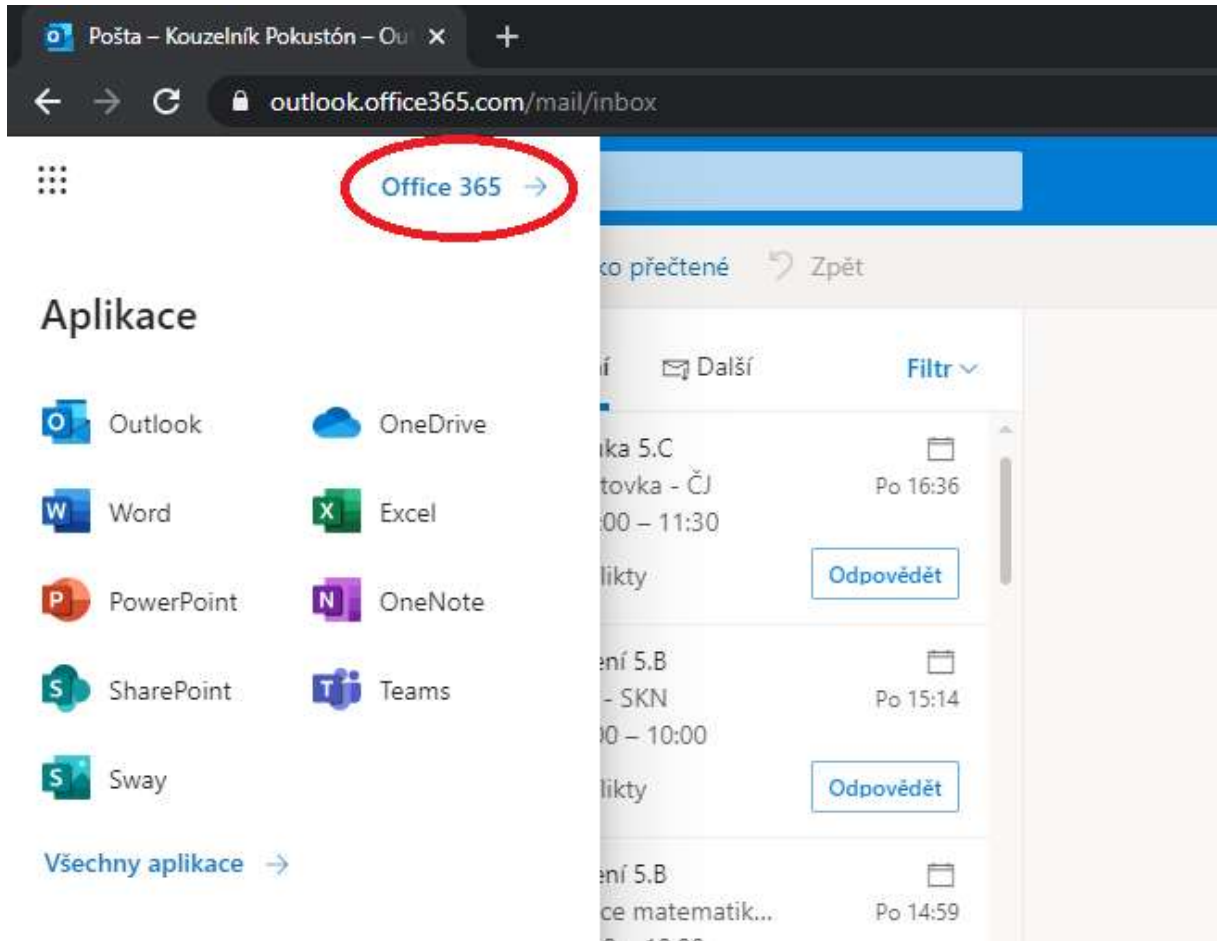 Pošta – Kouzelník Pokustón – Ou
outlook.office365.com/mail/inbox
Office 365
ko přečtené Zpět
Aplikace
í Další Filtr
Outlook OneDrive
Word Excel
PowerPoint OneNote
SharePoint Teams
Sway
Všechny aplikace
ka 5.C
tovka - ČJ Po 16:36
:00 – 11:30
likty Odpovědět
ení 5.B
- SKN Po 15:14
00 – 10:00
likty Odpovědět
ení 5.B
ce matematik... Po 14:59